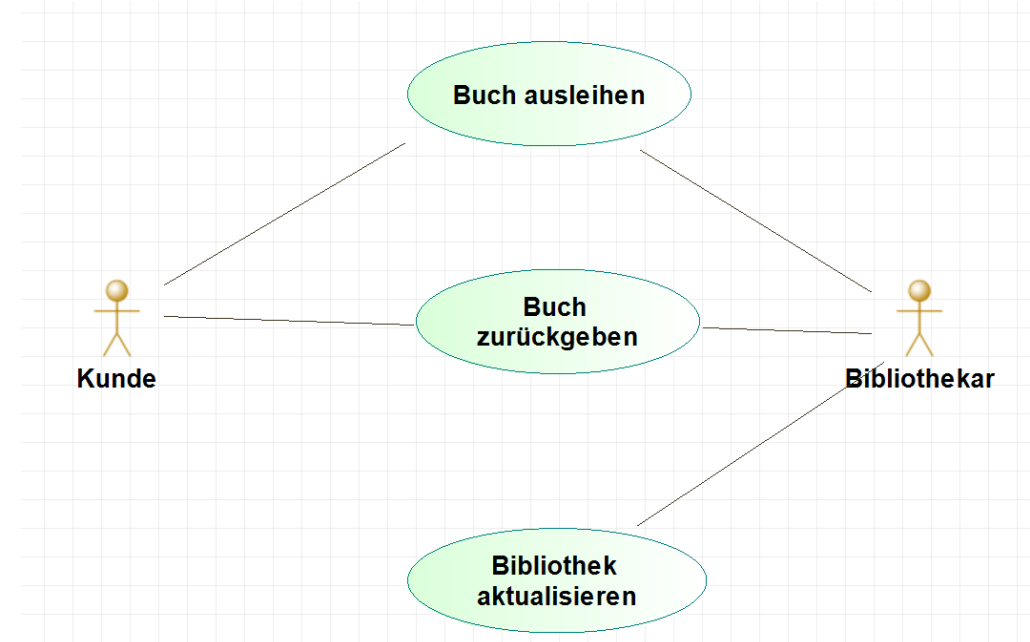 Buch ausleihen
Buch
zurückgeben
Kunde
Bibliothekar
Bibliothek
aktualisieren